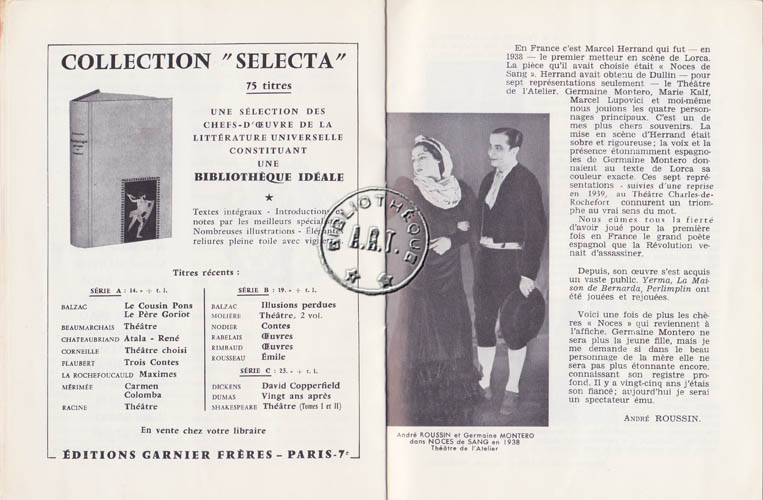 COLLECTION "SELECTA"
75 titres
UNE SÉLECTION DES
CHEFS-D'ŒUVRE DE LA
LITTÉRATURE UNIVERSELLE
CONSTITUANT
UNE
BIBLIOTHÈQUE IDÉALE
Textes intégraux - Introductions
notes par les meilleurs
Nombreuses illustrations -
reliures pleine toile avec
Titres récents :
SÉRIE A : 14. - + t. l.
BALZAC Le Cousin Pons
Le Père Goriot
BEAUMARCHAIS Théâtre
CHATEAUBRIAND Atala - René
CORNEILLE Théâtre choisi
FLAUBERT Trois Contes
LA ROCHEFOUCAULD Maximes
MÉRIMÉE Carmen
Colomba
RACINE Théâtre
SÉRIE B : 19. - + t. l.
BALZAC Illusions perdues
MOLIÈRE Théâtre, 2 vol.
NODIER Contes
RABELAIS Œuvres
RIMBAUD Œuvres
ROUSSEAU Émile
SÉRIE C : 23. - + t. l.
DICKENS David Copperfield
DUMAS Vingt ans après
SHAKESPEARE Théâtre (Tomes I et II)
En vente chez votre libraire
ÉDITIONS GARNIER FRÈRES - PARIS-7e
BIBLIOTHÈQUE
A.R.T.
En France c'est Marcel Herrand qui fut — en
1938 — le premier metteur en scène de Lorca.
La pièce qu'il avait choisie était « Noces de
Sang ». Herrand avait obtenu de Dullin — pour
sept représentations seulement — le Théâtre
de l'Atelier. Germaine Montero, Marie Kalf,
Marcel Lupovici et moi-même
nous jouions les quatre person-
nages principaux. C'est un de
mes plus chers souvenirs. La
mise en scène d'Herrand était
sobre et rigoureuse ; la voix et la
présence étonnamment espagno-
les de Germaine Montero don-
naient au texte de Lorca sa
couleur exacte. Ces sept repré-
sentations - suivies d'une reprise
en 1939, au Théâtre Charles-de-
Rochefort connurent un triom-
phe au vrai sens du mot.
Nous eûmes tous la fierté
d'avoir joué pour la première
fois en France le grand poète
espagnol que la Révolution ve-
nait d'assassiner.
Depuis, son œuvre s'est acquis
un vaste public. Yerma, La Mai-
son de Bernarda, Perlimplin ont
été jouées et rejouées.
Voici une fois de plus les chè-
res « Noces » qui reviennent à
l'affiche. Germaine Montero ne
sera plus la jeune fille, mais je
me demande si dans le beau
personnage de la mère elle ne
sera pas plus étonnante encore,
connaissant son registre pro-
fond. Il y a vingt-cinq ans j'étais
son fiancé ; aujourd'hui je serai
un spectateur ému.
ANDRÉ ROUSSIN.
André ROUSSIN et Germaine MONTERO
dans NOCES de SANG en 1938
Théâtre de l'Atelier